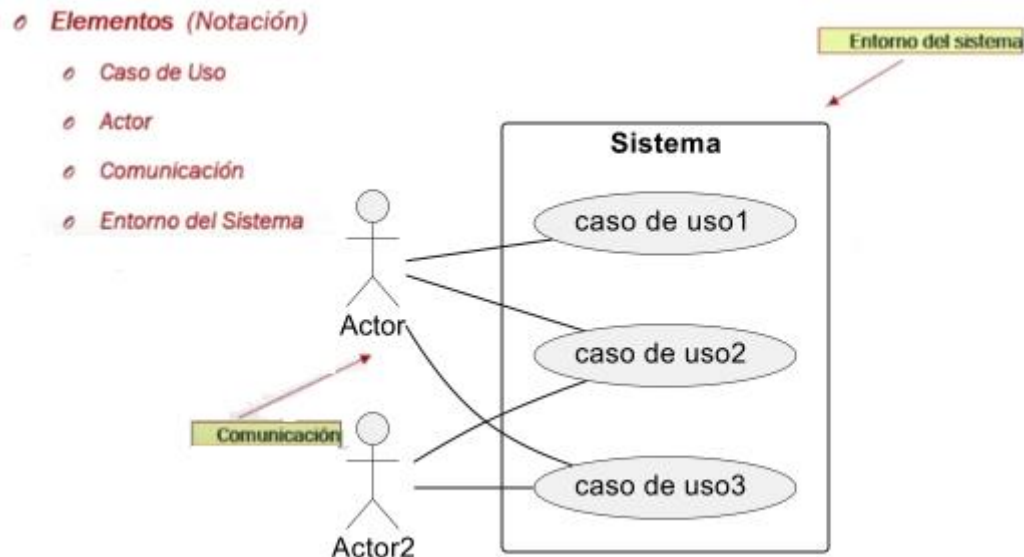 Elementos (Notación)
Caso de Uso
Actor
Comunicación
Entorno del Sistema
Entorno del sistema
Sistema
caso de uso1
caso de uso2
caso de uso3
Actor
Comunicación
Actor2